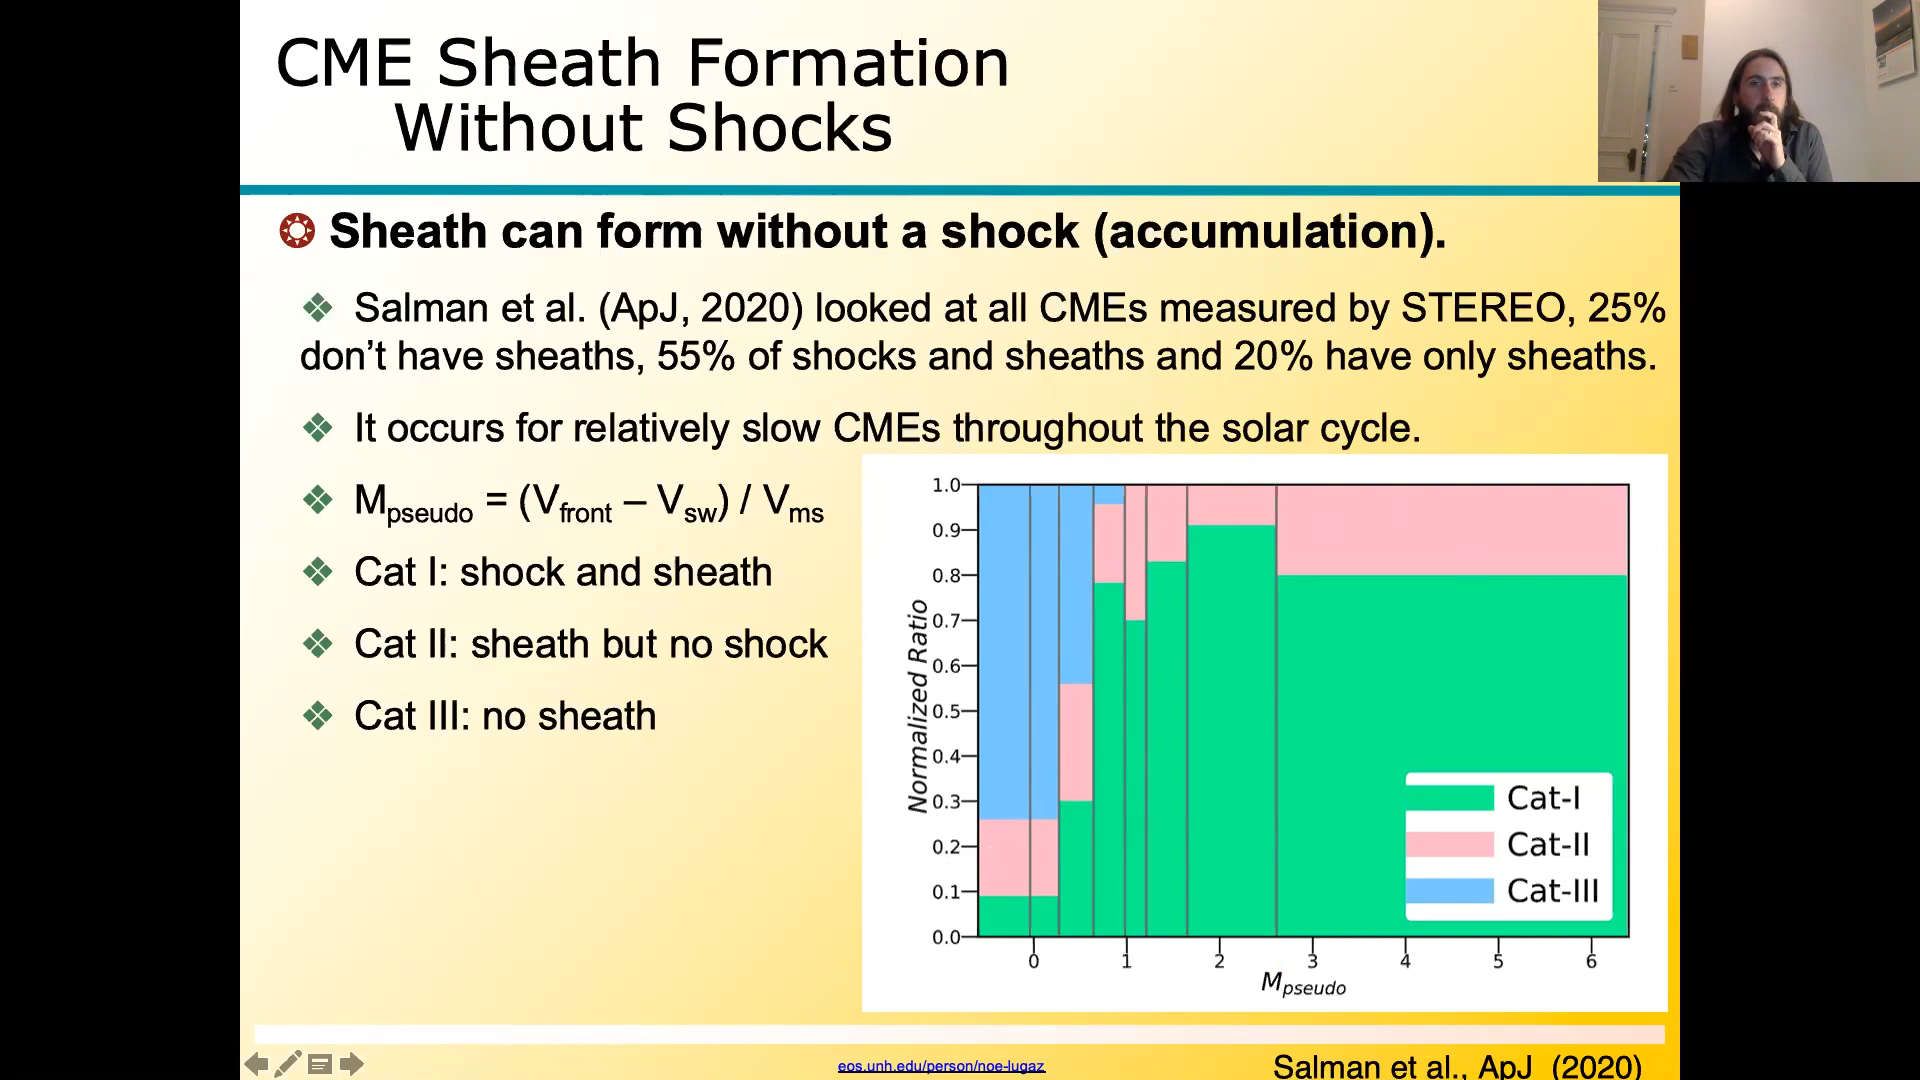 CME Sheath Formation
Without Shocks
Sheath can form without a shock (accumulation).
Salman et al. (ApJ, 2020) looked at all CMEs measured by STEREO, 25%
don't have sheaths, 55% of shocks and sheaths and 20% have only sheaths.
It occurs for relatively slow CMEs throughout the solar cycle.
Mpseudo = (Vfront – Vsw) / Vms
Cat I: shock and sheath
Cat II: sheath but no shock
Cat III: no sheath
1.0
0.9
0.8
0.7
0.6
0.5
0.4
0.3
0.2
0.1
0.0
Normalized Ratio
Cat-I
Cat-II
Cat-III
0 1 2 3 4 5 6
Mpseudo
eos.unh.edu/person/noe-lugaz
Salman et al., ApJ (2020)